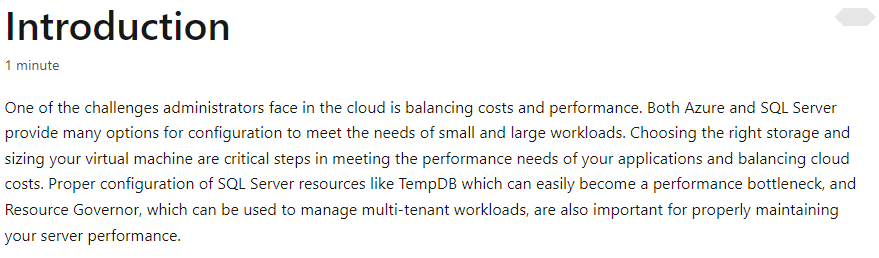 Introduction
1 minute
One of the challenges administrators face in the cloud is balancing costs and performance. Both Azure and SQL Server
provide many options for configuration to meet the needs of small and large workloads. Choosing the right storage and
sizing your virtual machine are critical steps in meeting the performance needs of your applications and balancing cloud
costs. Proper configuration of SQL Server resources like TempDB which can easily become a performance bottleneck, and
Resource Governor, which can be used to manage multi-tenant workloads, are also important for properly maintaining
your server performance.